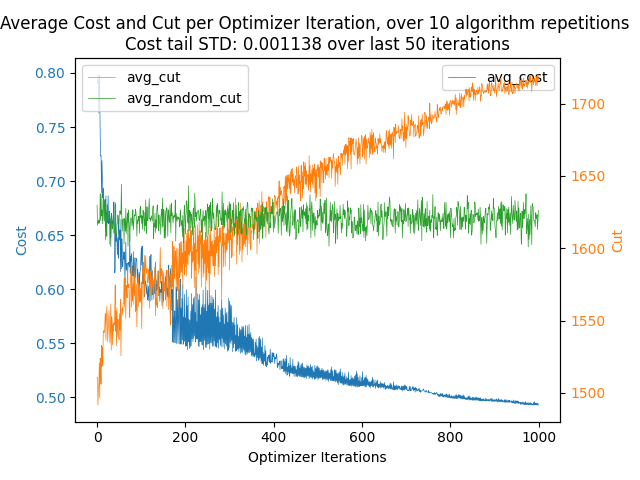 Average Cost and Cut per Optimizer Iteration, over 10 algorithm repetitions
Cost tail STD: 0.001138 over last 50 iterations
avg_cut
avg_random_cut
avg_cost
0.80
0.75
0.70
0.65
0.60
0.55
0.50
Cost
1700
1650
1600
1550
1500
Cut
0
200
400
600
800
1000
Optimizer Iterations